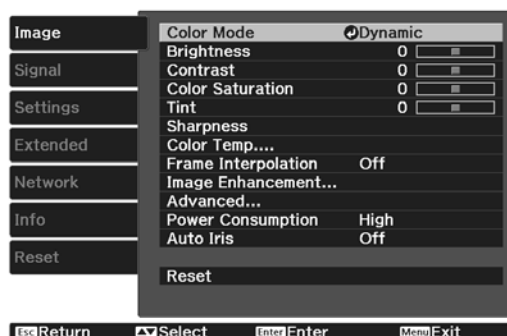 Image
Signal
Settings
Extended
Network
Info
Reset
Color Mode Dynamic
Brightness 0
Contrast 0
Color Saturation 0
Tint 0
Sharpness
Color Temp....
Frame Interpolation Off
Image Enhancement...
Advanced...
Power Consumption High
Auto Iris Off
Reset
Esc Return Select Enter Enter Menu Exit